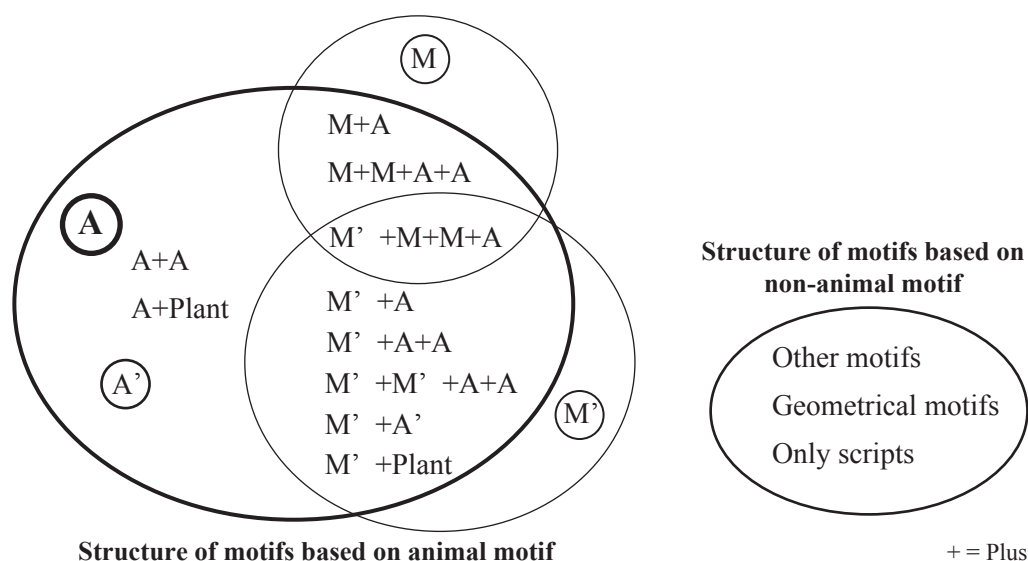 M
M+A
M+M+A+A
A
M’ +M+M+A
A+A
A+Plant
M’ +A
M’ +A+A
M’ +M’ +A+A
A’
M’ +A’
M’
M’ +Plant
Structure of motifs based on animal motif
Structure of motifs based on
non-animal motif
Other motifs
Geometrical motifs
Only scripts
+ = Plus